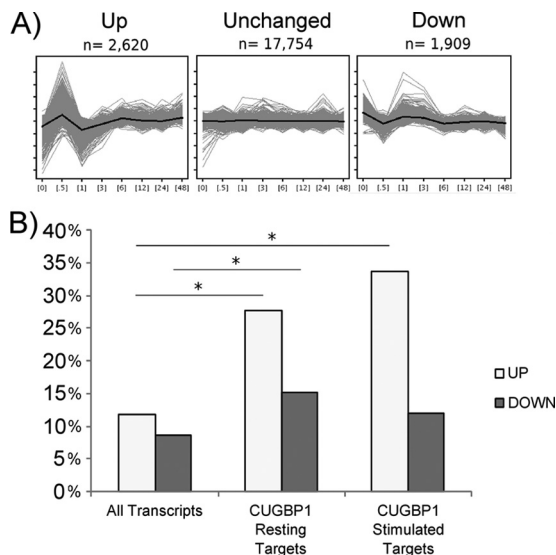 A)
Up Unchanged Down
n= 2,620 n= 17,754 n= 1,909
[0] [.5] [1] [3] [6] [12] [24] [48] [0] [.5] [1] [3] [6] [12] [24] [48] [0] [.5] [1] [3] [6] [12] [24] [48]
B)
40%
35%
30%
25%
20%
15%
10%
5%
0%
*
*
*
UP
DOWN
All Transcripts CUGBP1 CUGBP1
Resting Stimulated
Targets Targets